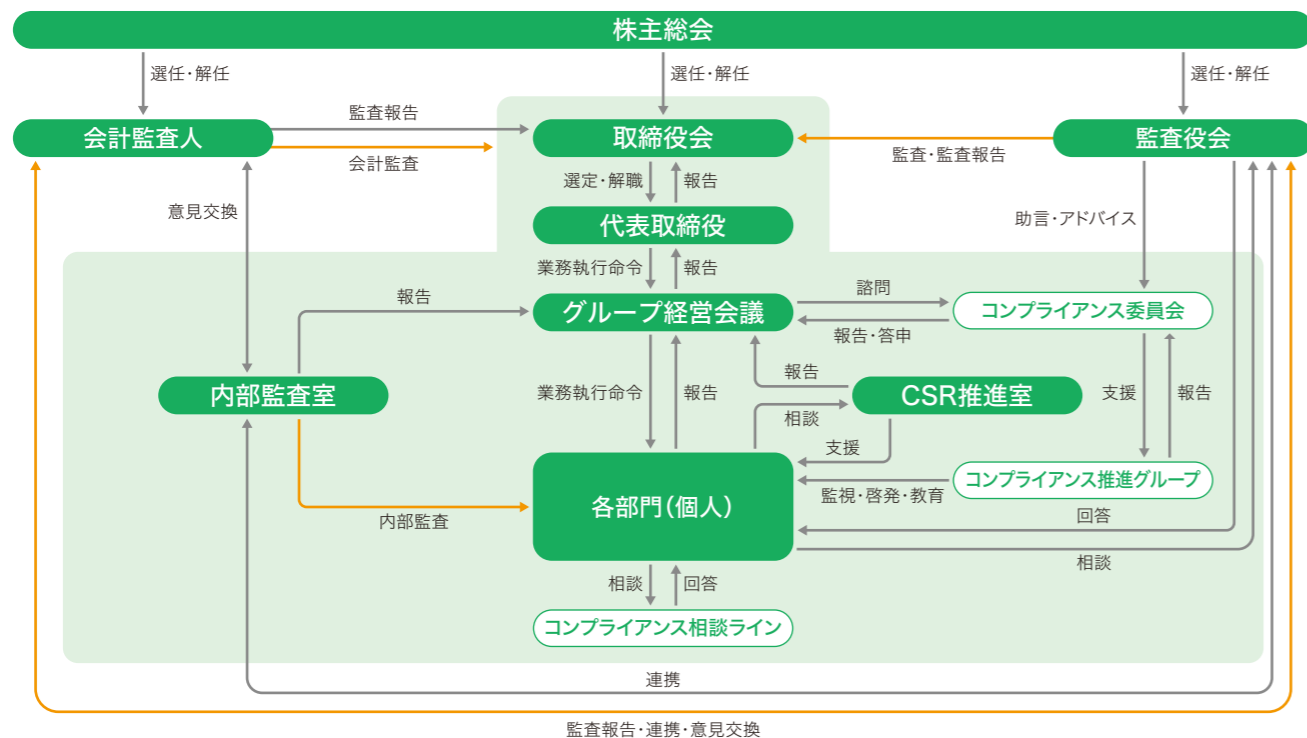 株主総会
選任・解任
選任・解任
選任・解任
会計監査人
監査報告
会計監査
取締役会
監査・監査報告
監査役会
選定・解職
報告
意見交換
代表取締役
助言・アドバイス
業務執行命令
報告
報告
グループ経営会議
諮問
報告・答申
コンプライアンス委員会
内部監査室
業務執行命令
報告
報告
相談
CSR推進室
支援
報告
支援
各部門（個人）
監視・啓発・教育
コンプライアンス推進グループ
内部監査
回答
相談
相談
回答
コンプライアンス相談ライン
連携
監査報告・連携・意見交換